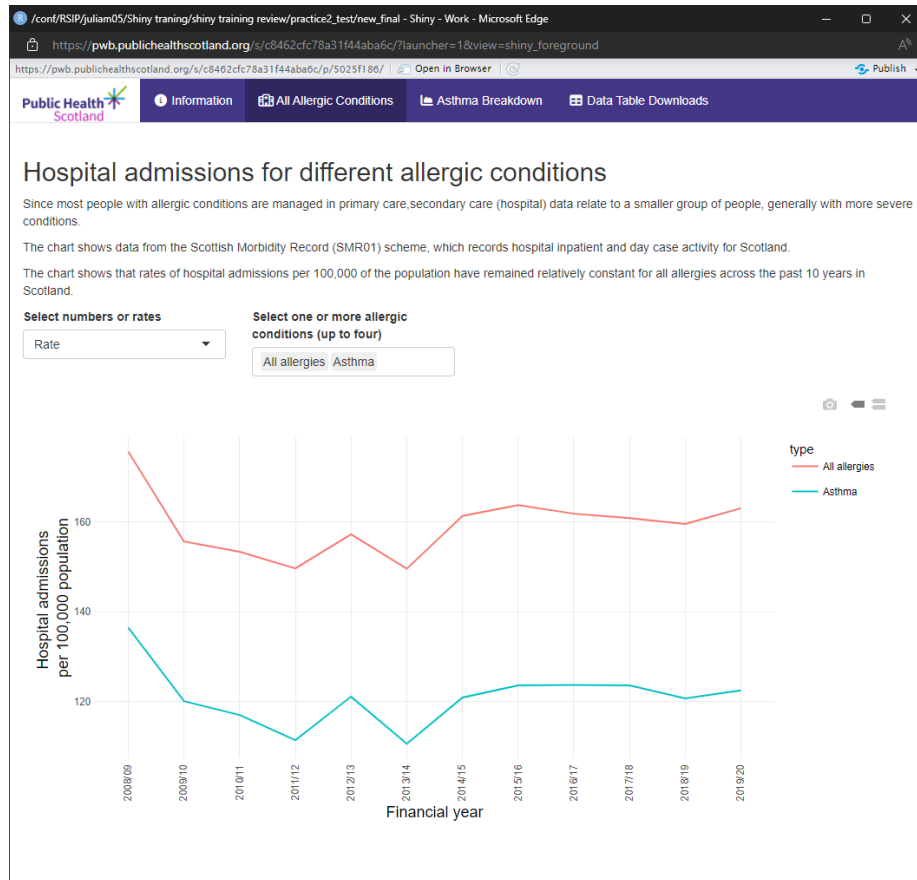 /conf/RSIP/juliam05/Shiny traning/shiny training review/practice2_test/new_final - Shiny - Work - Microsoft Edge
https://pwb.publichealthscotland.org/s/c8462cfc78a31f44aba6c/?launcher=1&view=shiny_foreground
https://pwb.publichealthscotland.org/s/c8462cfc78a31f44aba6c/p/5025f186/ Open in Browser Publish
Public Health
Scotland
Information All Allergic Conditions Asthma Breakdown Data Table Downloads
Hospital admissions for different allergic conditions
Since most people with allergic conditions are managed in primary care,secondary care (hospital) data relate to a smaller group of people, generally with more severe
conditions.
The chart shows data from the Scottish Morbidity Record (SMR01) scheme, which records hospital inpatient and day case activity for Scotland.
The chart shows that rates of hospital admissions per 100,000 of the population have remained relatively constant for all allergies across the past 10 years in
Scotland.
Select numbers or rates
Rate
Select one or more allergic
conditions (up to four)
All allergies Asthma
type
All allergies
Asthma
Hospital admissions
per 100,000 population
160
140
120
2008/09 2009/10 2010/11 2011/12 2012/13 2013/14 2014/15 2015/16 2016/17 2017/18 2018/19 2019/20
Financial year